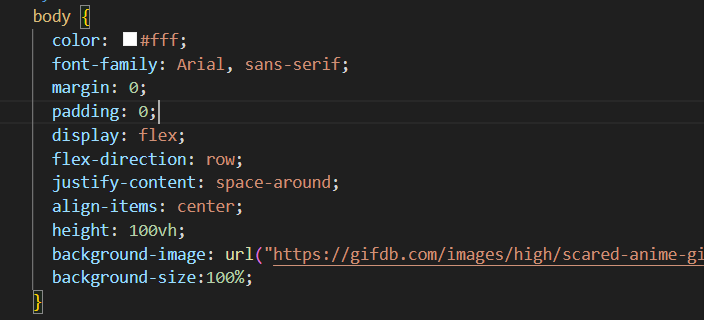 body {
color: #fff;
font-family: Arial, sans-serif;
margin: 0;
padding: 0;
display: flex;
flex-direction: row;
justify-content: space-around;
align-items: center;
height: 100vh;
background-image: url("https://gifdb.com/images/high/scared-anime-gi
background-size:100%;
}